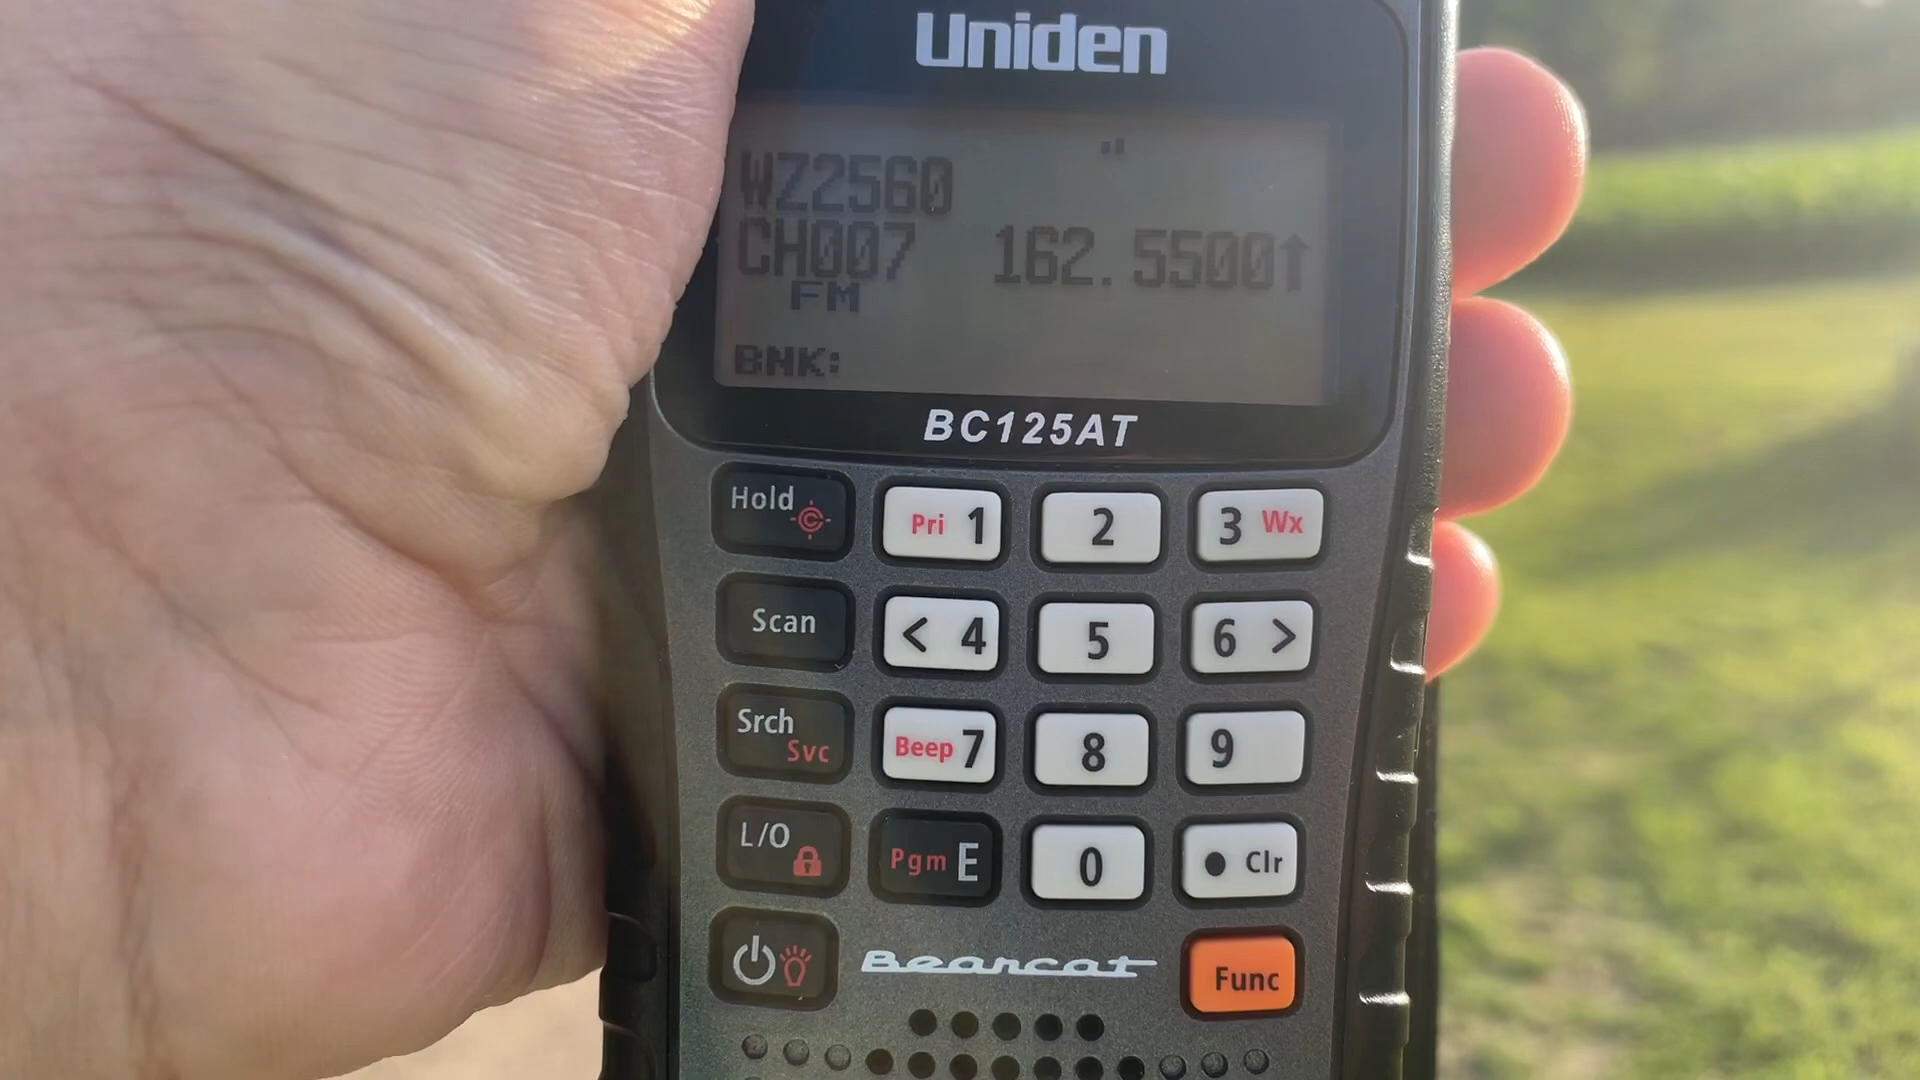 Uniden
WZ2560
CH007 162.5500↑
FM
BNK:
BC125AT
Hold Pri 1 2 3 Wx
Scan < 4 5 6 >
Srch Svc Beep 7 8 9
L/O Pgm E 0 • Clr
Bearcat Func